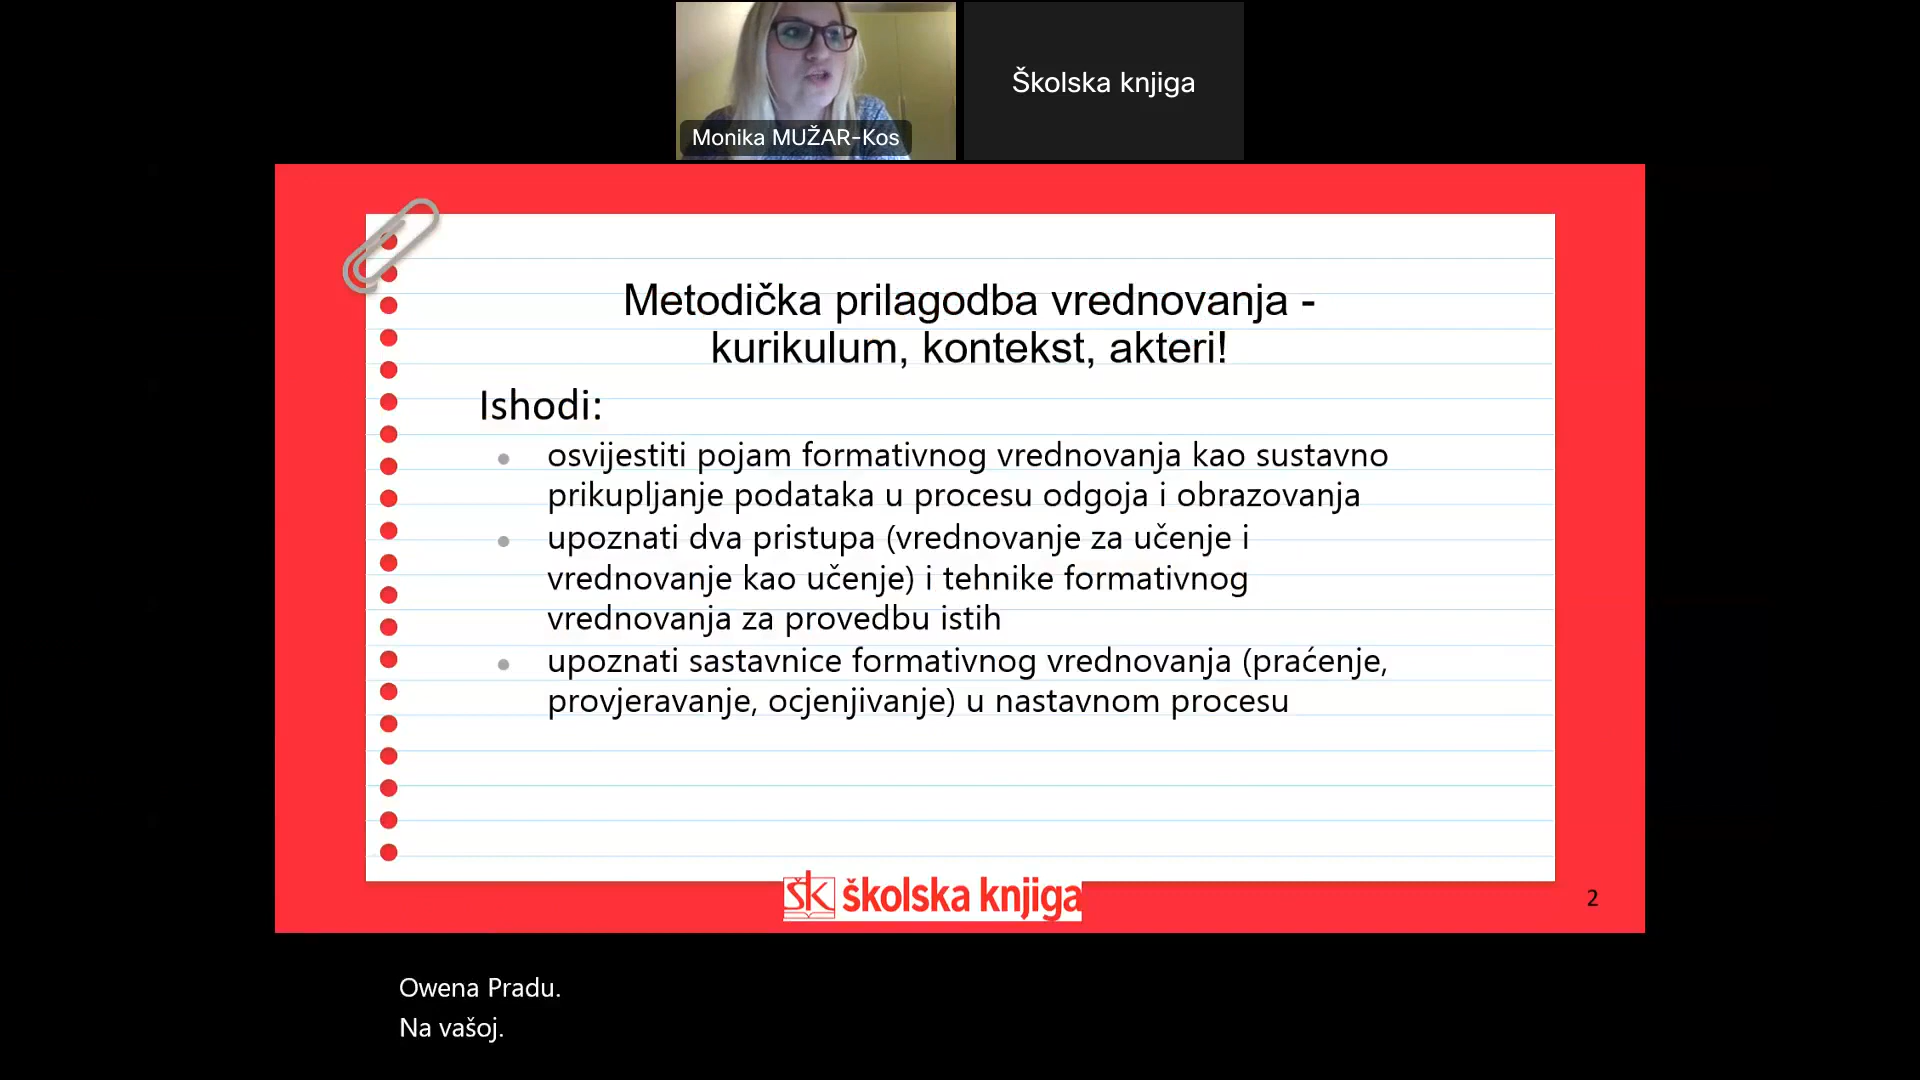 Monika MUŽAR-Kos
Školska knjiga
Metodička prilagodba vrednovanja -
kurikulum, kontekst, akteri!
Ishodi:
osvijestiti pojam formativnog vrednovanja kao sustavno
prikupljanje podataka u procesu odgoja i obrazovanja
upoznati dva pristupa (vrednovanje za učenje i
vrednovanje kao učenje) i tehnike formativnog
vrednovanja za provedbu istih
upoznati sastavnice formativnog vrednovanja (praćenje,
provjeravanje, ocjenjivanje) u nastavnom procesu
šk školska knjiga
2
Owena Pradu.
Na vašoj.